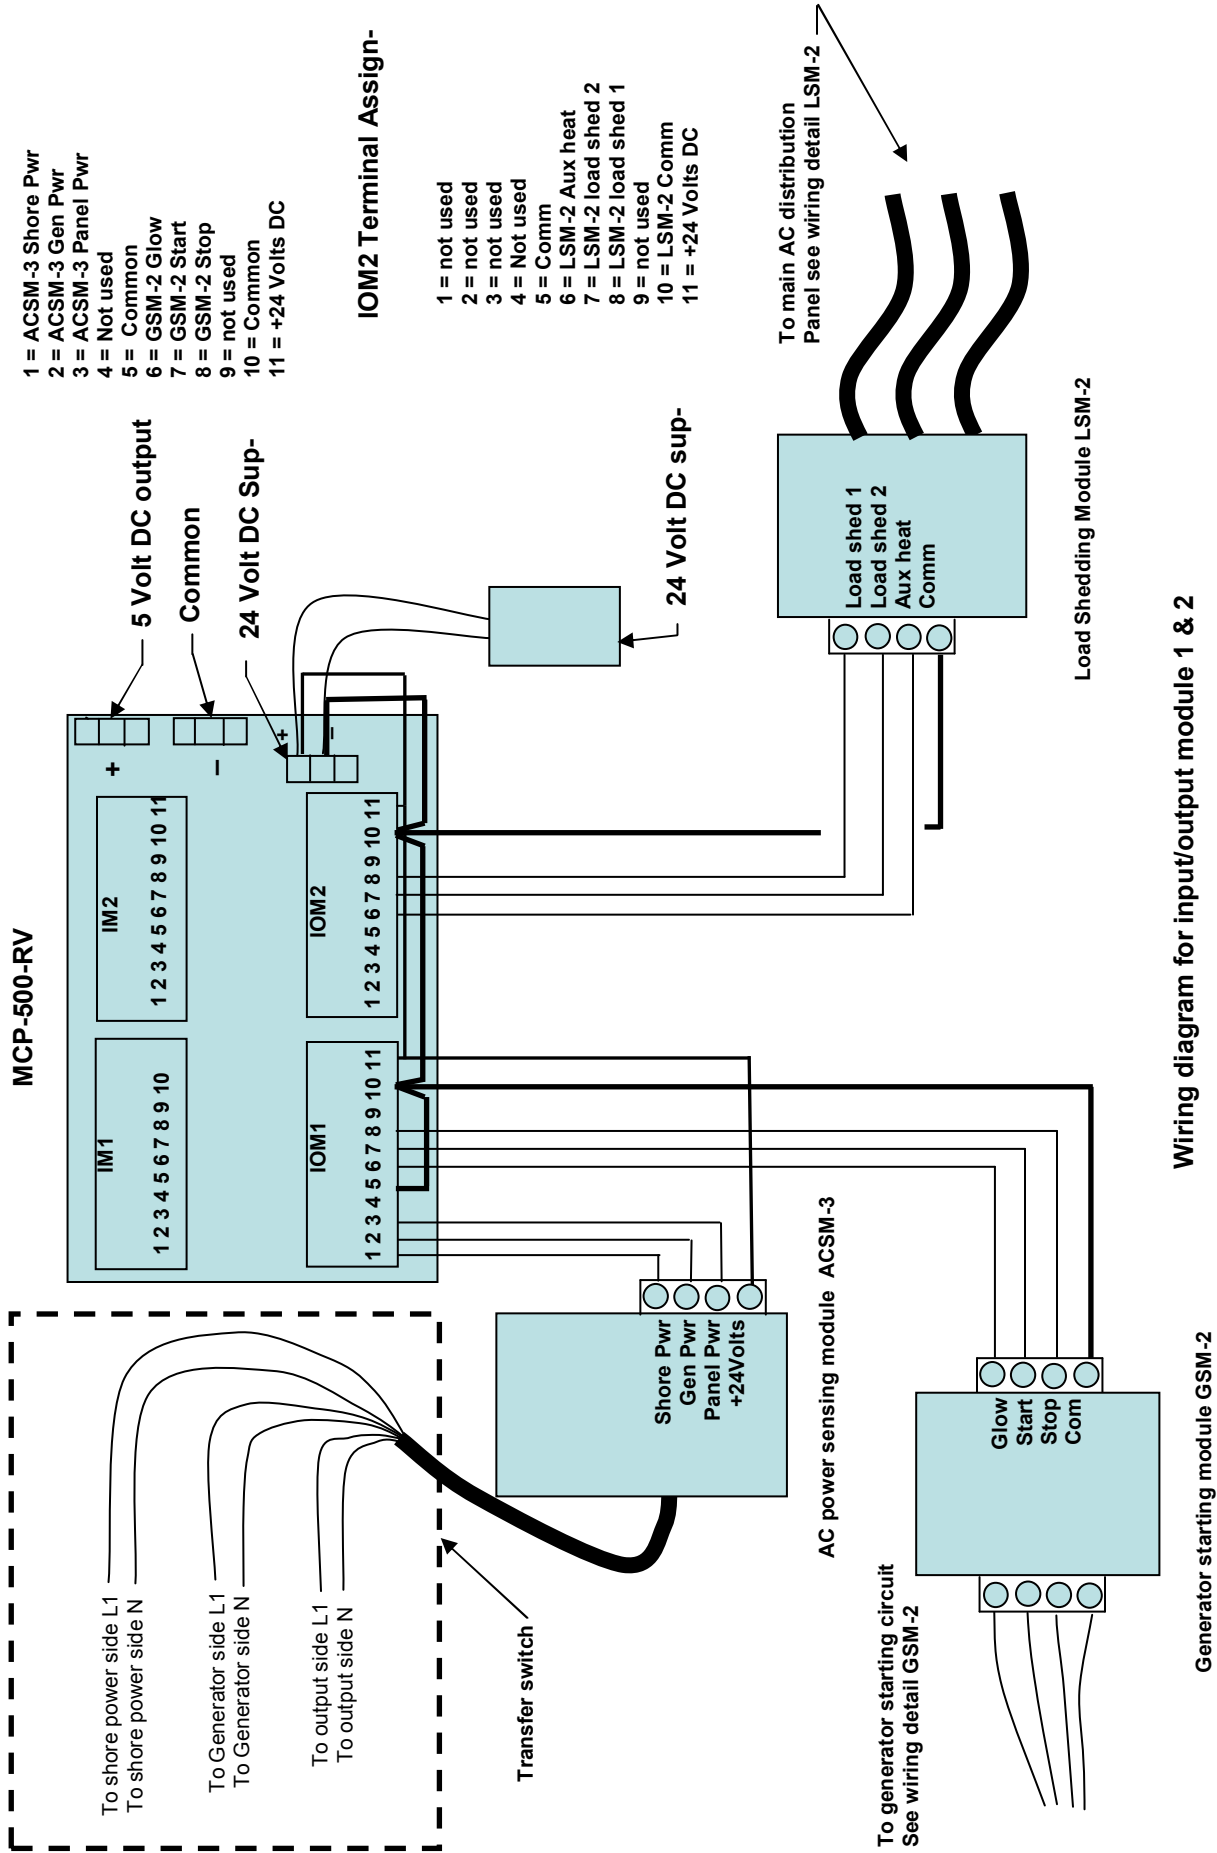 MCP-500-RV
IM1
1 2 3 4 5 6 7 8 9 10
IM2
1 2 3 4 5 6 7 8 9 10 11
IOM1
1 2 3 4 5 6 7 8 9 10 11
IOM2
1 2 3 4 5 6 7 8 9 10 11
+
–
+
–
5 Volt DC output
Common
24 Volt DC Sup-
1 = ACSM-3 Shore Pwr
2 = ACSM-3 Gen Pwr
3 = ACSM-3 Panel Pwr
4 = Not used
5 = Common
6 = GSM-2 Glow
7 = GSM-2 Start
8 = GSM-2 Stop
9 = not used
10 = Common
11 = +24 Volts DC
IOM2 Terminal Assign-
1 = not used
2 = not used
3 = not used
4 = Not used
5 = Comm
6 = LSM-2 Aux heat
7 = LSM-2 load shed 2
8 = LSM-2 load shed 1
9 = not used
10 = LSM-2 Comm
11 = +24 Volts DC
24 Volt DC sup-
To shore power side L1
To shore power side N
To Generator side L1
To Generator side N
To output side L1
To output side N
Transfer switch
Shore Pwr
Gen Pwr
Panel Pwr
+24Volts
AC power sensing module ACSM-3
Load shed 1
Load shed 2
Aux heat
Comm
To main AC distribution
Panel see wiring detail LSM-2
Load Shedding Module LSM-2
To generator starting circuit
See wiring detail GSM-2
Glow
Start
Stop
Com
Generator starting module GSM-2
Wiring diagram for input/output module 1 & 2